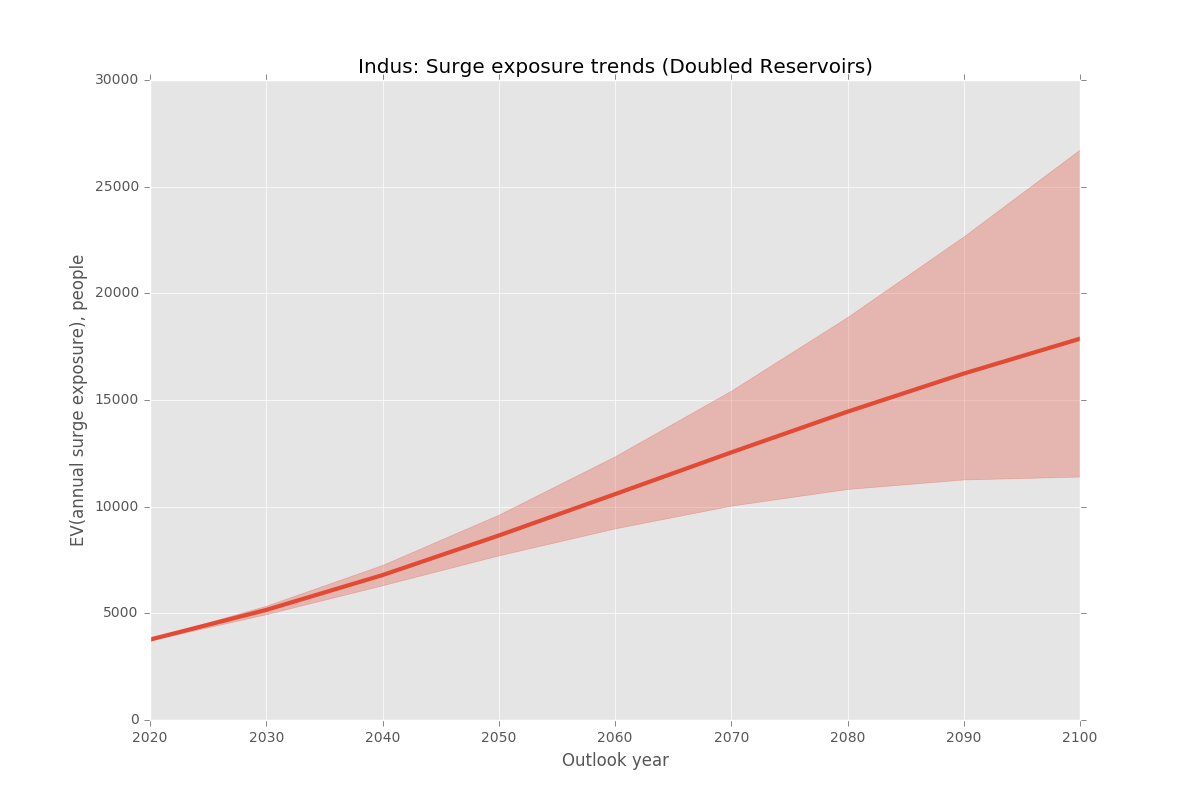 Indus: Surge exposure trends (Doubled Reservoirs)
30000
25000
20000
15000
10000
5000
0
EV(annual surge exposure), people
2020 2030 2040 2050 2060 2070 2080 2090 2100
Outlook year